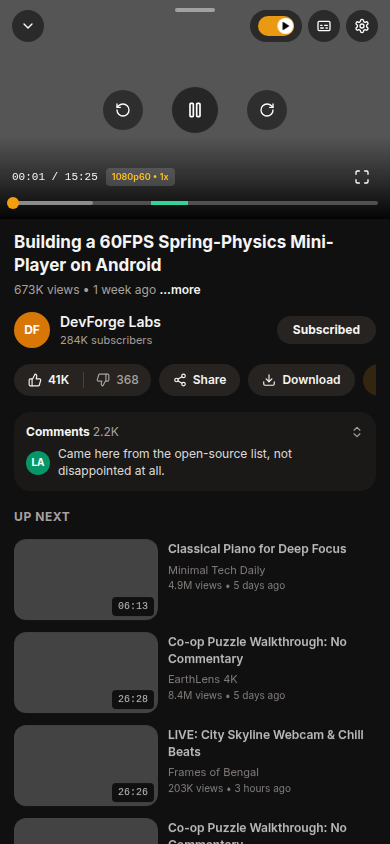 00:01 / 15:25
1080p60 • 1x
Building a 60FPS Spring-Physics Mini-
Player on Android
673K views • 1 week ago ...more
DF
DevForge Labs
284K subscribers
Subscribed
41K
368
Share
Download
Comments 2.2K
LA
Came here from the open-source list, not
disappointed at all.
UP NEXT
06:13
Classical Piano for Deep Focus
Minimal Tech Daily
4.9M views • 5 days ago
26:28
Co-op Puzzle Walkthrough: No
Commentary
EarthLens 4K
8.4M views • 5 days ago
26:26
LIVE: City Skyline Webcam & Chill
Beats
Frames of Bengal
203K views • 3 hours ago
Co-op Puzzle Walkthrough: No
Commentary